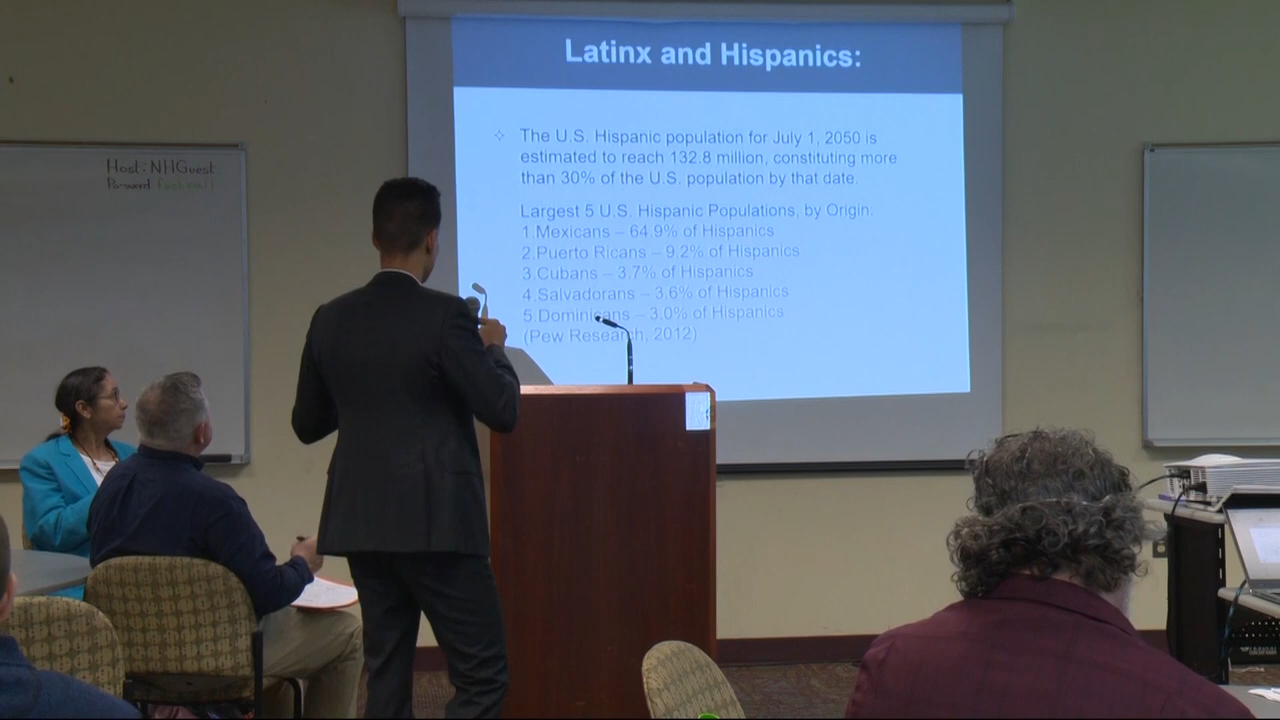 Latinx and Hispanics:
Host: NHGuest
Password
The U.S. Hispanic population for July 1, 2050 is
estimated to reach 132.8 million, constituting more
than 30% of the U.S. population by that date.
Largest 5 U.S. Hispanic Populations, by Origin:
1.Mexicans – 64.9% of Hispanics
2.Puerto Ricans – 9.2% of Hispanics
3.Cubans – 3.7% of Hispanics
4.Salvadorans – 3.6% of Hispanics
5.Dominicans – 3.0% of Hispanics
(Pew Research, 2012)